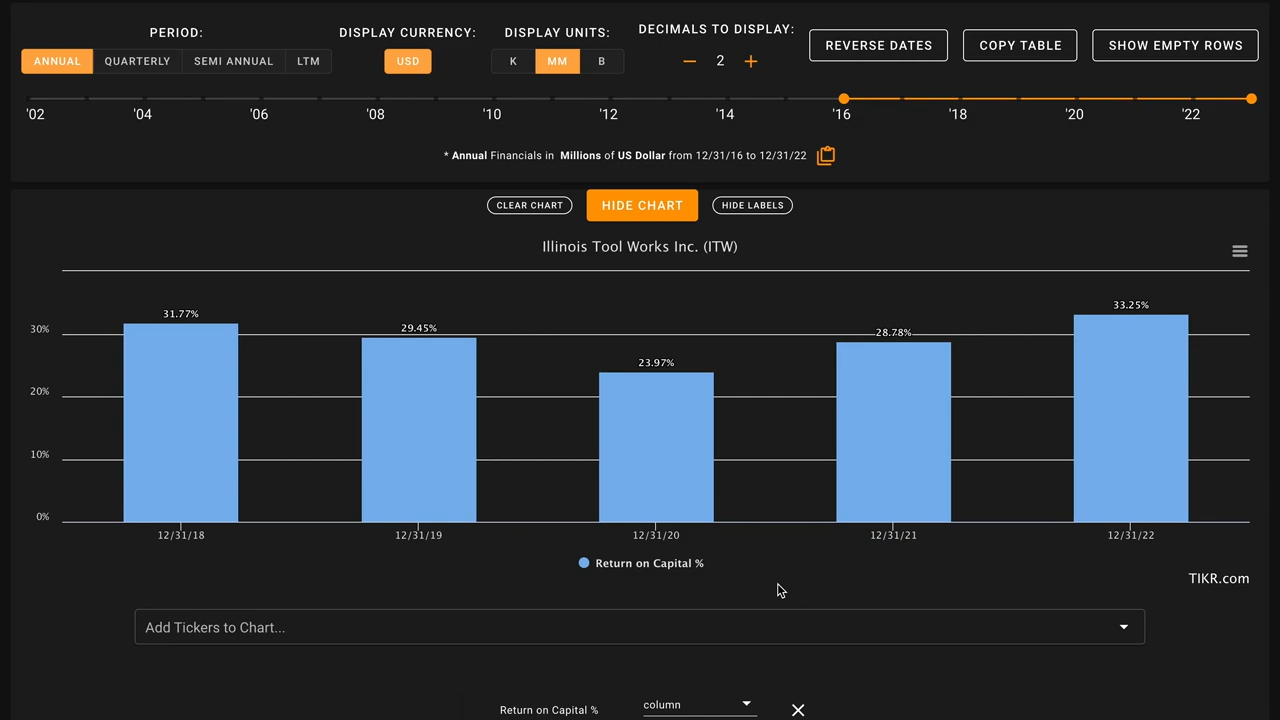 PERIOD:
DISPLAY CURRENCY:
DISPLAY UNITS:
DECIMALS TO DISPLAY:
ANNUAL
QUARTERLY
SEMI ANNUAL
LTM
USD
K
MM
B
2
REVERSE DATES
COPY TABLE
SHOW EMPTY ROWS
'02 '04 '06 '08 '10 '12 '14 '16 '18 '20 '22
* Annual Financials in Millions of US Dollar from 12/31/16 to 12/31/22
CLEAR CHART
HIDE CHART
HIDE LABELS
Illinois Tool Works Inc. (ITW)
31.77%
29.45%
23.97%
28.78%
33.25%
30%
20%
10%
0%
12/31/18
12/31/19
12/31/20
12/31/21
12/31/22
Return on Capital %
TIKR.com
Add Tickers to Chart...
Return on Capital %
column